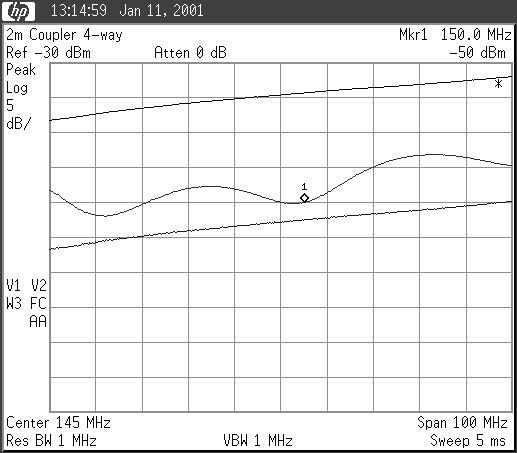 hp 13:14:59 Jan 11, 2001
2m Coupler 4-way Mkr1 150.0 MHz
Ref -30 dBm Atten 0 dB -50 dBm
Peak
Log
5
dB/
*
1
V1 V2
W3 FC
AA
Center 145 MHz Span 100 MHz
Res BW 1 MHz VBW 1 MHz Sweep 5 ms